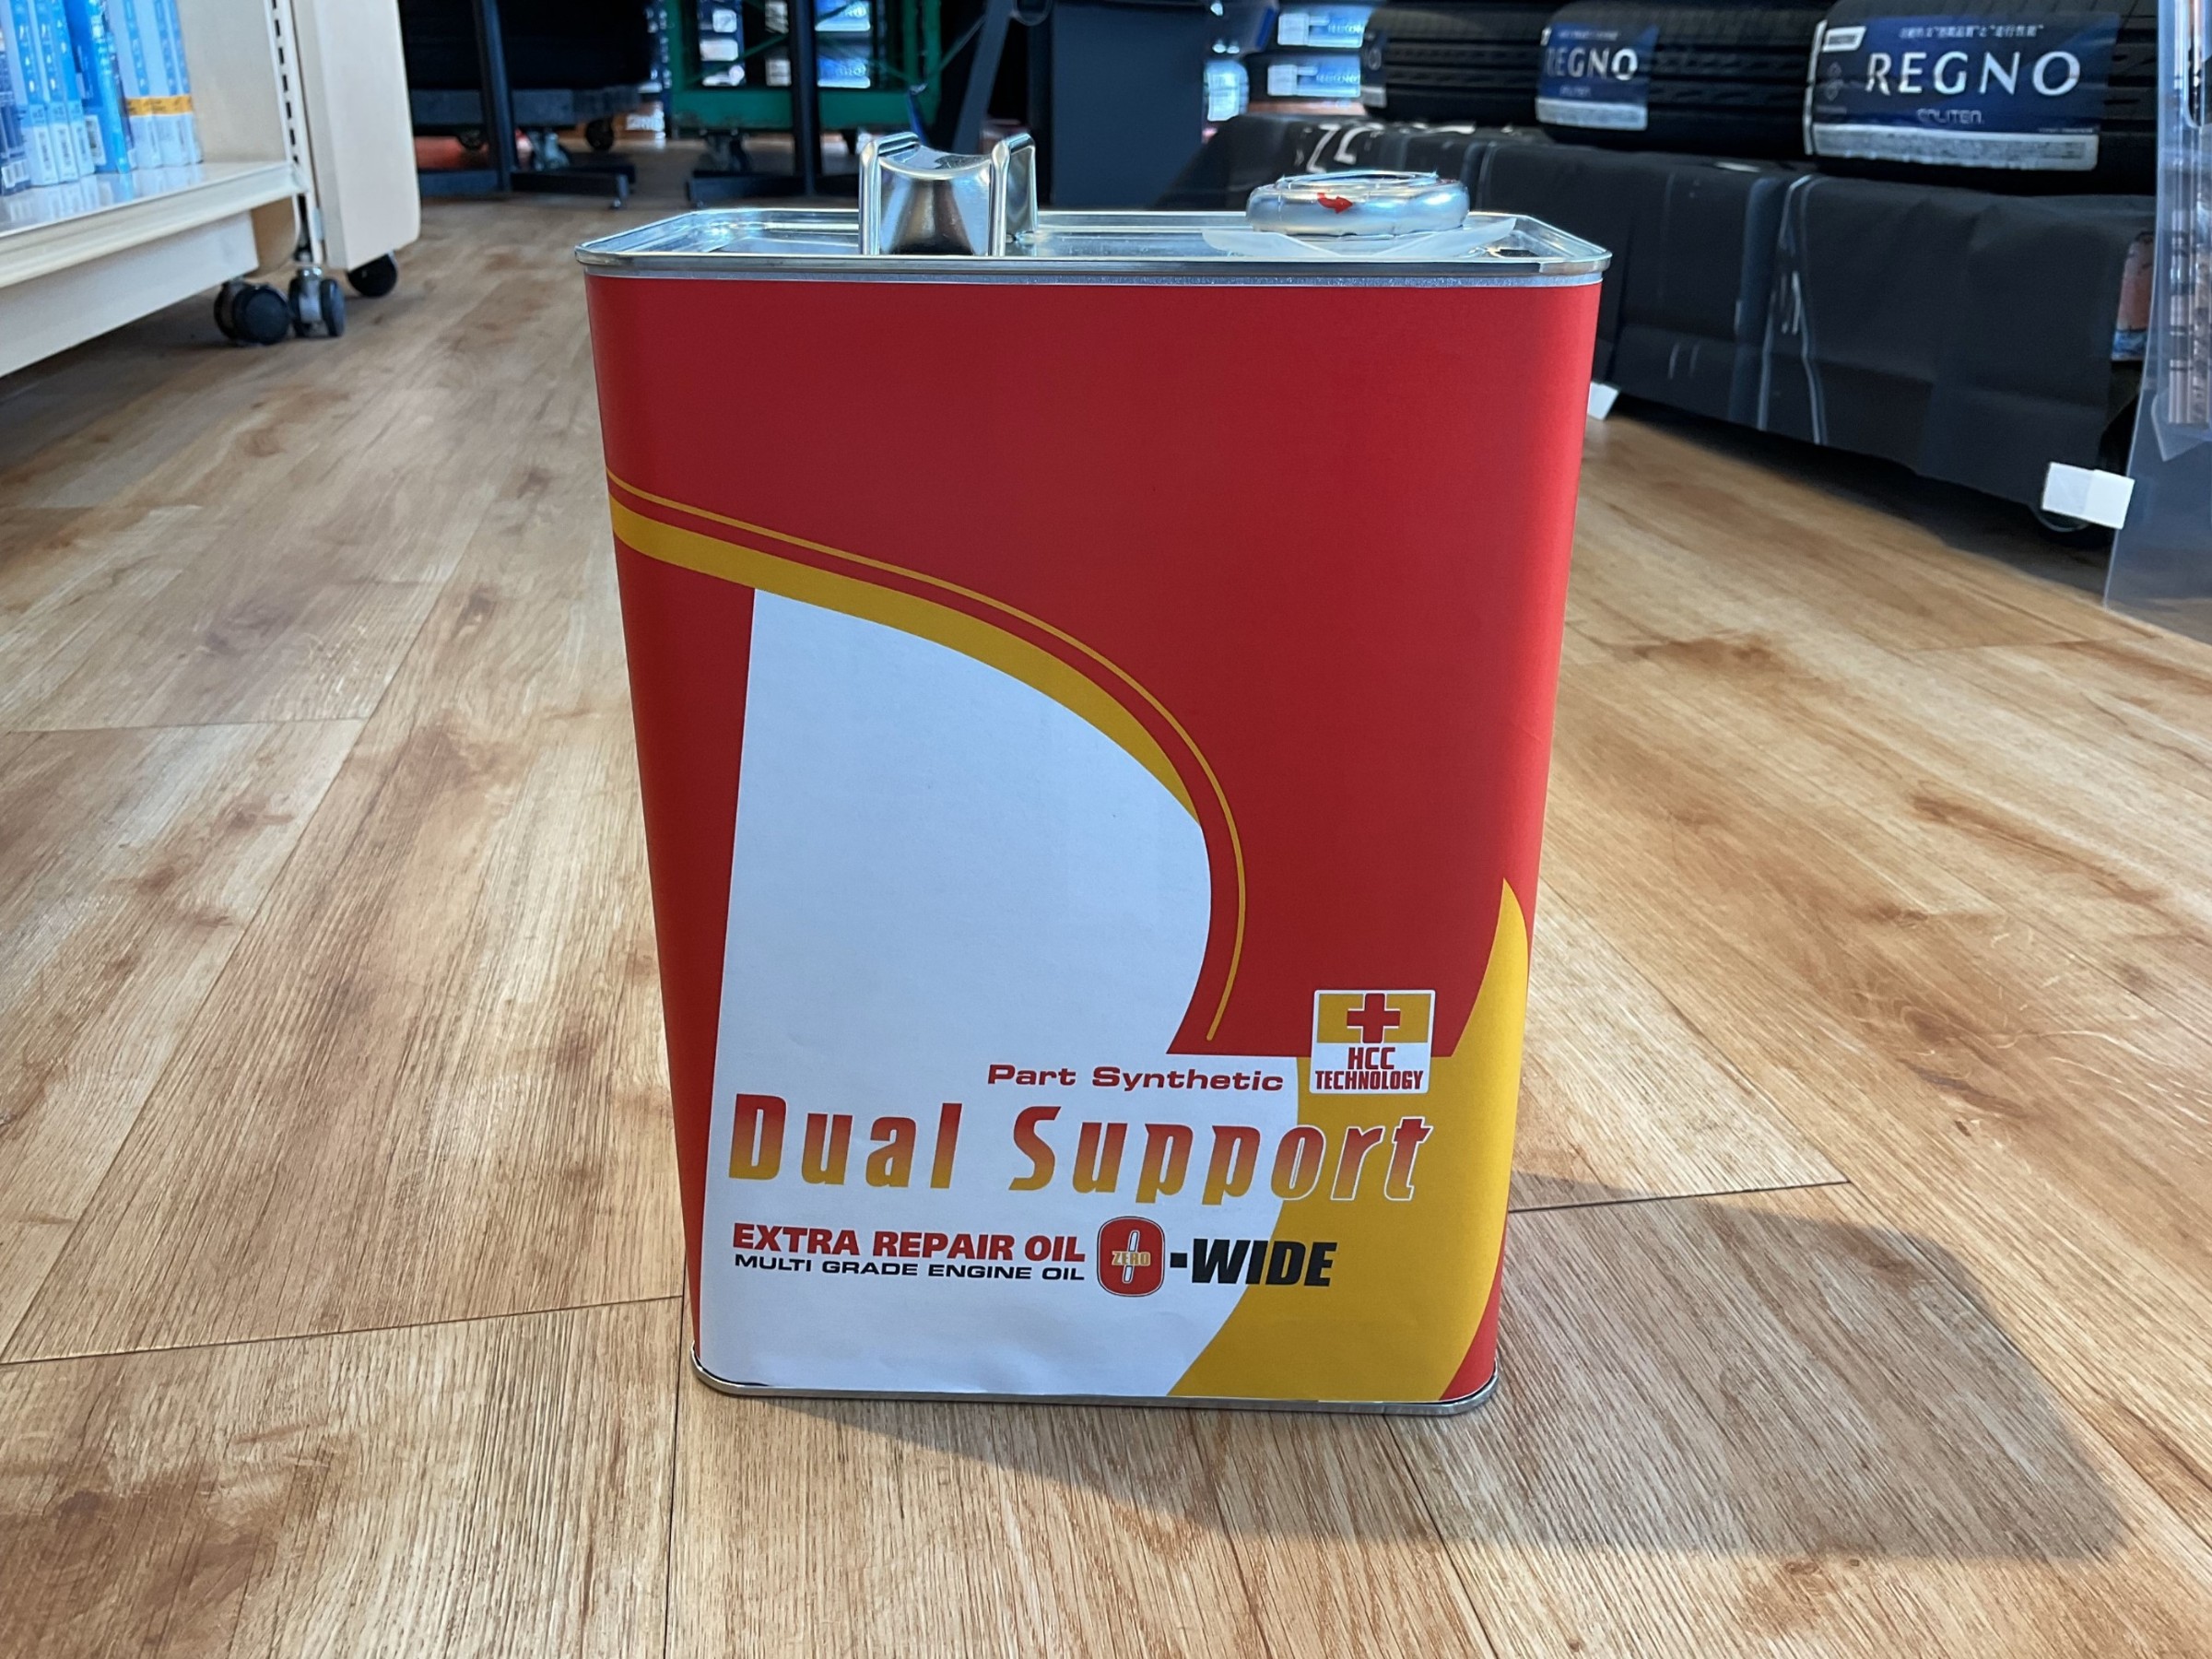 REGNO
REGNO
Part Synthetic
HCC
TECHNOLOGY
Dual Support
EXTRA REPAIR OIL
MULTI GRADE ENGINE OIL
0
ZERO
-WIDE